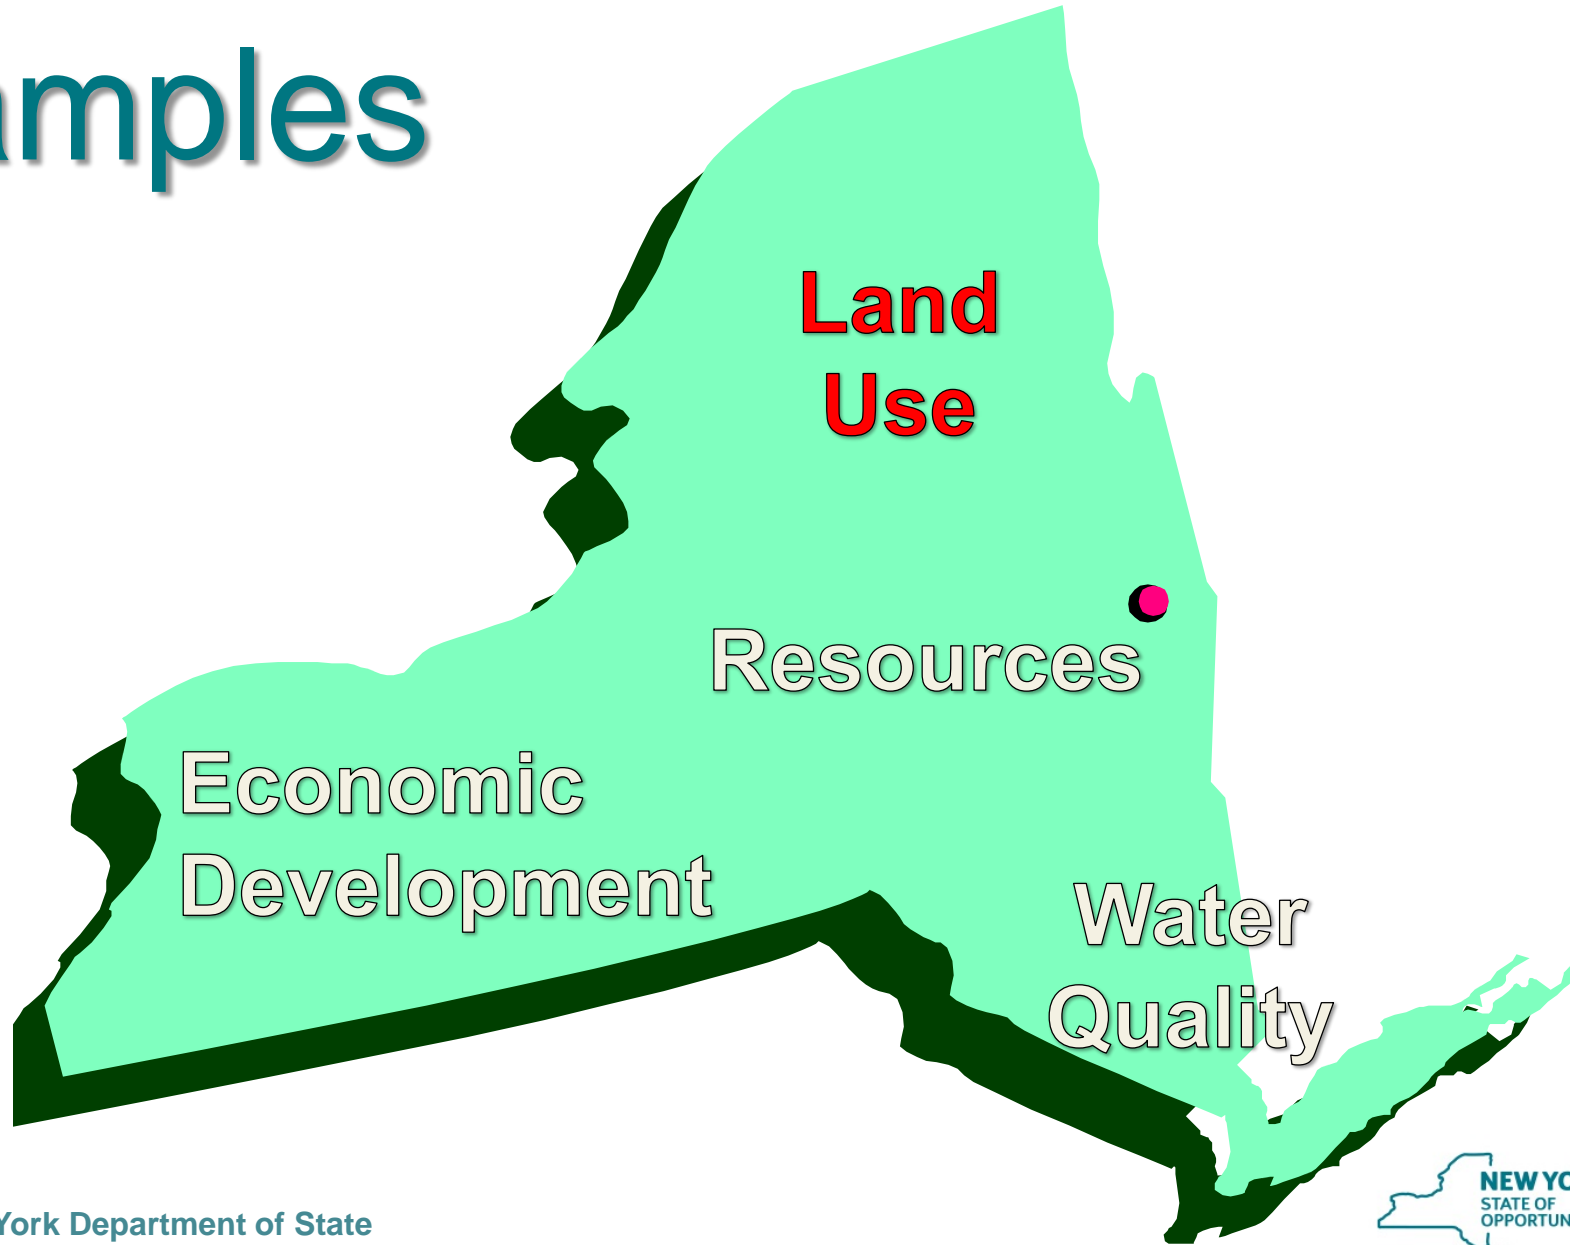 amples
Land
Use
Resources
Economic
Development
Water
Quality
York Department of State
NEW YO
STATE OF
OPPORTUN